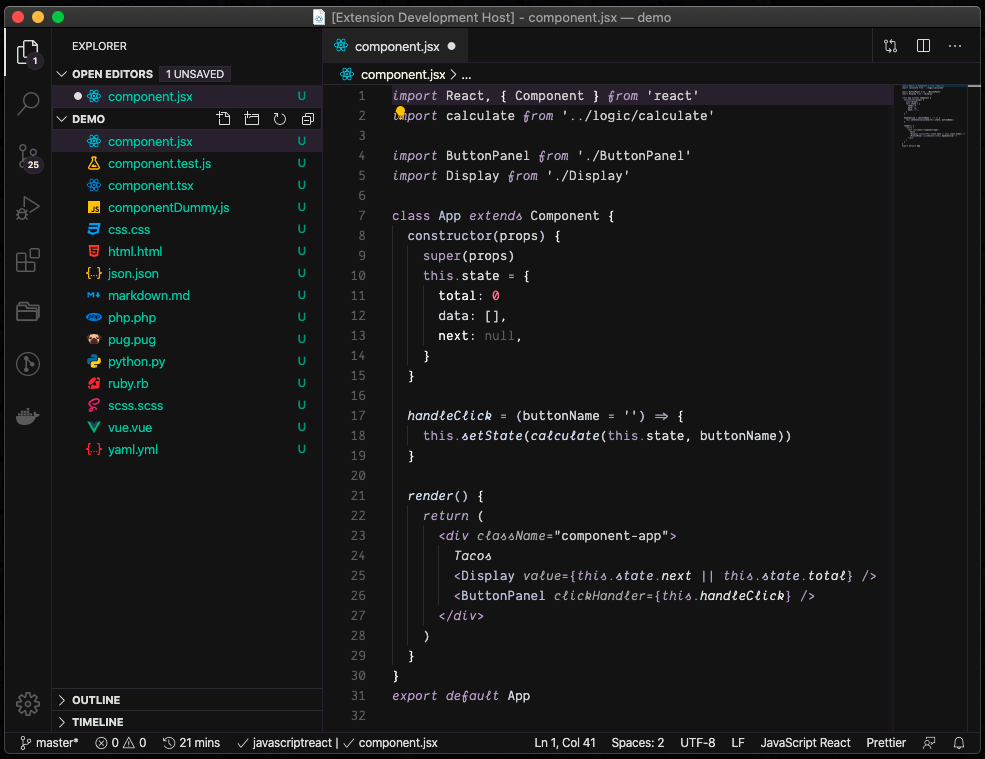 [Extension Development Host] - component.jsx — demo
EXPLORER
OPEN EDITORS 1 UNSAVED
component.jsx U
DEMO
component.jsx U
component.test.js U
component.tsx U
componentDummy.js U
css.css U
html.html U
json.json U
markdown.md U
php.php U
pug.pug U
python.py U
ruby.rb U
scss.scss U
vue.vue U
yaml.yml U
OUTLINE
TIMELINE
1
25
component.jsx
component.jsx > ...
1 import React, { Component } from 'react'
2 import calculate from '../logic/calculate'
3
4 import ButtonPanel from './ButtonPanel'
5 import Display from './Display'
6
7 class App extends Component {
8 constructor(props) {
9 super(props)
10 this.state = {
11 total: 0
12 data: [],
13 next: null,
14 }
15 }
16
17 handleClick = (buttonName = '') => {
18 this.setState(calculate(this.state, buttonName))
19 }
20
21 render() {
22 return (
23 <div className="component-app">
24 Tacos
25 <Display value={this.state.next || this.state.total} />
26 <ButtonPanel clickHandler={this.handleClick} />
27 </div>
28 )
29 }
30 }
31 export default App
32
master* 0 0 21 mins javascriptreact | component.jsx Ln 1, Col 41 Spaces: 2 UTF-8 LF JavaScript React Prettier